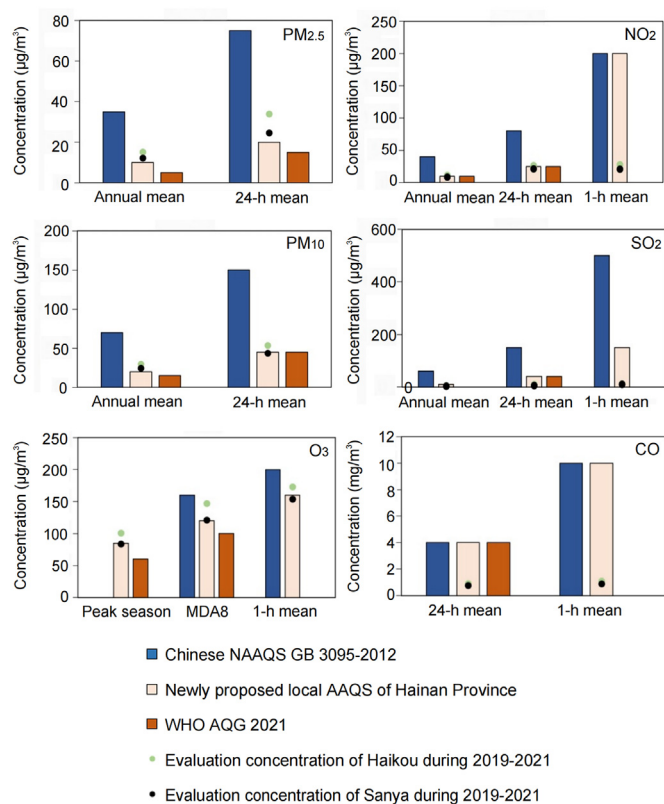 PM2.5
Concentration (µg/m³)
80
60
40
20
0
Annual mean
24-h mean
NO2
Concentration (µg/m³)
250
200
150
100
50
0
Annual mean
24-h mean
1-h mean
PM10
Concentration (µg/m³)
200
150
100
50
0
Annual mean
24-h mean
SO2
Concentration (µg/m³)
600
400
200
0
Annual mean
24-h mean
1-h mean
O3
Concentration (µg/m³)
250
200
150
100
50
0
Peak season
MDA8
1-h mean
CO
Concentration (mg/m³)
12
10
8
6
4
2
0
24-h mean
1-h mean
Chinese NAAQS GB 3095-2012
Newly proposed local AAQS of Hainan Province
WHO AQG 2021
Evaluation concentration of Haikou during 2019-2021
Evaluation concentration of Sanya during 2019-2021